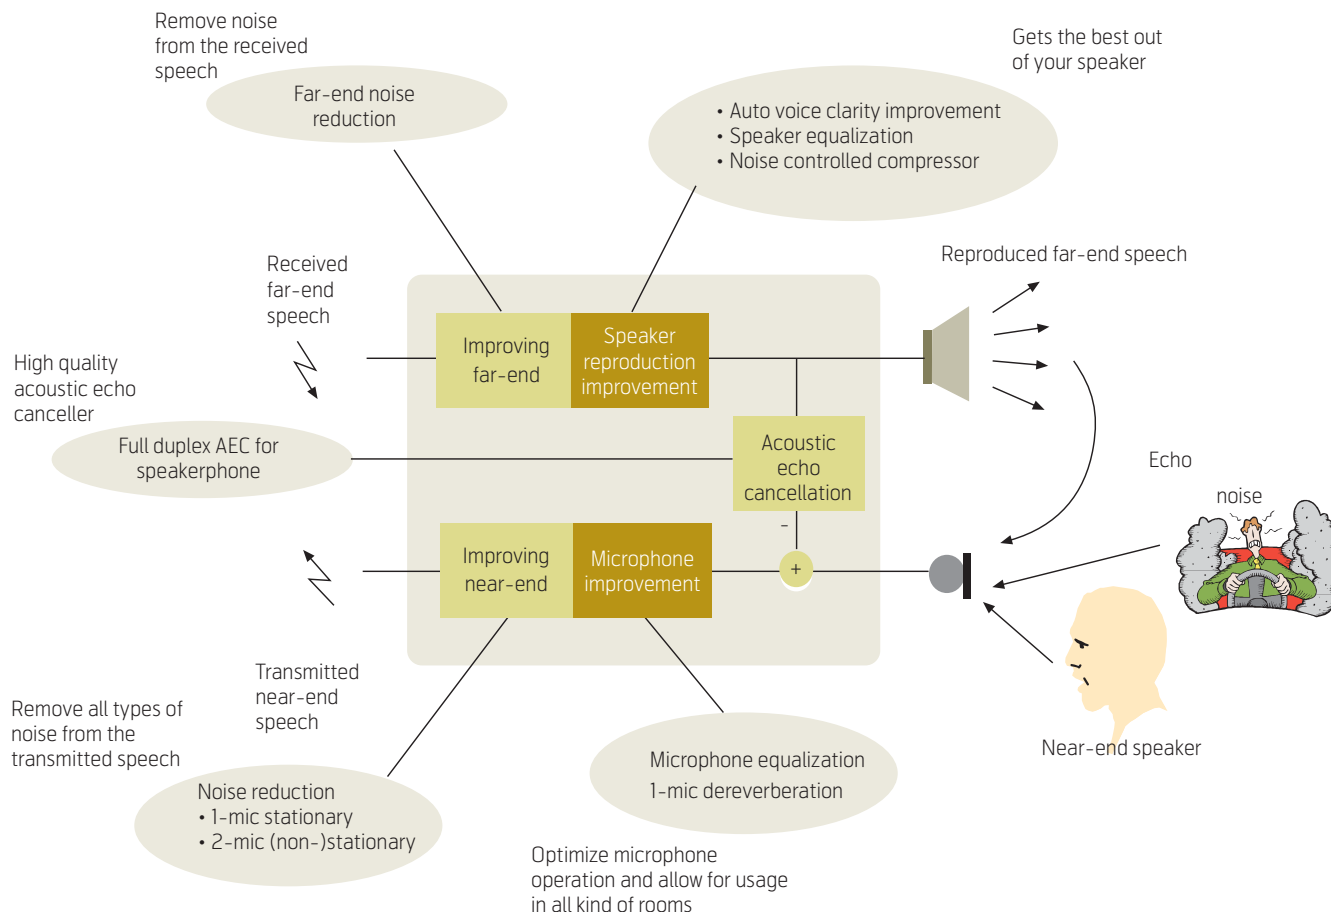 Remove noise
from the received
speech
Far-end noise
reduction
Gets the best out
of your speaker
• Auto voice clarity improvement
• Speaker equalization
• Noise controlled compressor
Received
far-end
speech
Reproduced far-end speech
Improving
far-end
Speaker
reproduction
improvement
High quality
acoustic echo
canceller
Full duplex AEC for
speakerphone
Acoustic
echo
cancellation
-
+
Echo
noise
Improving
near-end
Microphone
improvement
Transmitted
near-end
speech
Near-end speaker
Remove all types of
noise from the
transmitted speech
Noise reduction
• 1-mic stationary
• 2-mic (non-)stationary
Microphone equalization
1-mic dereverberation
Optimize microphone
operation and allow for usage
in all kind of rooms